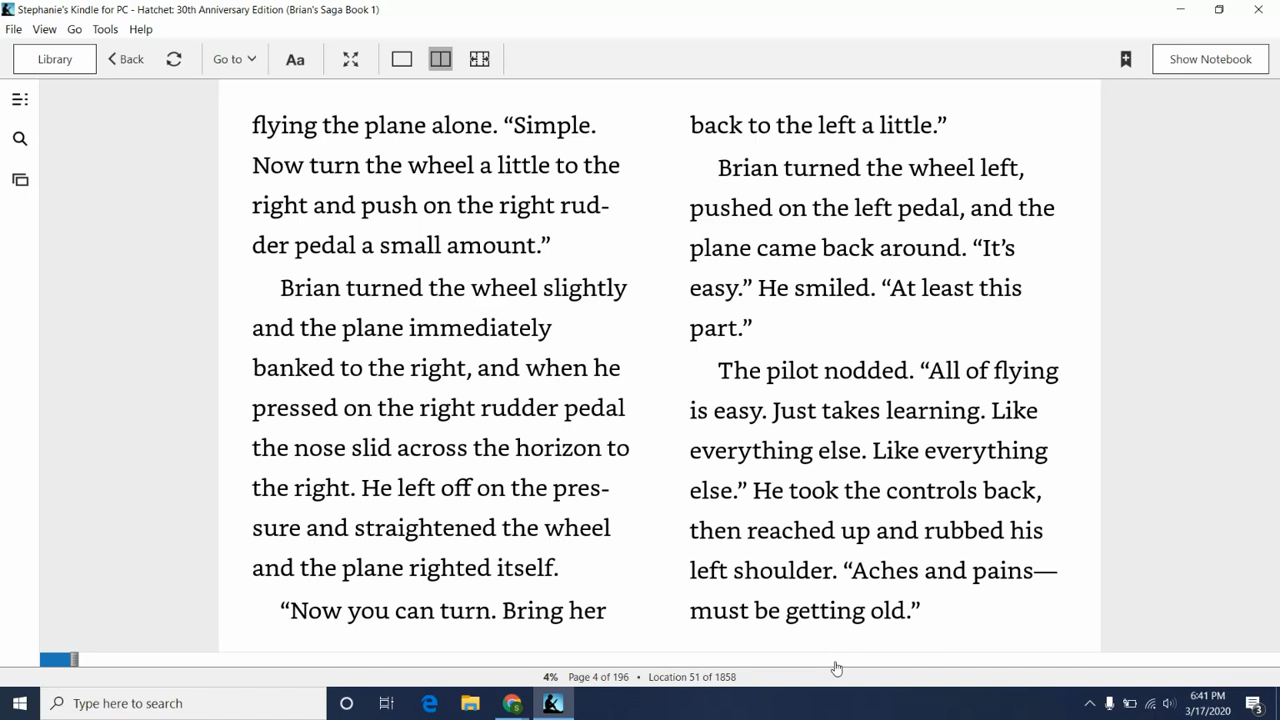 Stephanie's Kindle for PC - Hatchet: 30th Anniversary Edition (Brian's Saga Book 1)
File View Go Tools Help
Library Back Go to Aa Show Notebook
flying the plane alone. “Simple.
Now turn the wheel a little to the
right and push on the right rud-
der pedal a small amount.”
Brian turned the wheel slightly
and the plane immediately
banked to the right, and when he
pressed on the right rudder pedal
the nose slid across the horizon to
the right. He left off on the pres-
sure and straightened the wheel
and the plane righted itself.
“Now you can turn. Bring her
back to the left a little.”
Brian turned the wheel left,
pushed on the left pedal, and the
plane came back around. “It’s
easy.” He smiled. “At least this
part.”
The pilot nodded. “All of flying
is easy. Just takes learning. Like
everything else. Like everything
else.” He took the controls back,
then reached up and rubbed his
left shoulder. “Aches and pains—
must be getting old.”
4% Page 4 of 196 • Location 51 of 1858
Type here to search
6:41 PM
3/17/2020
3